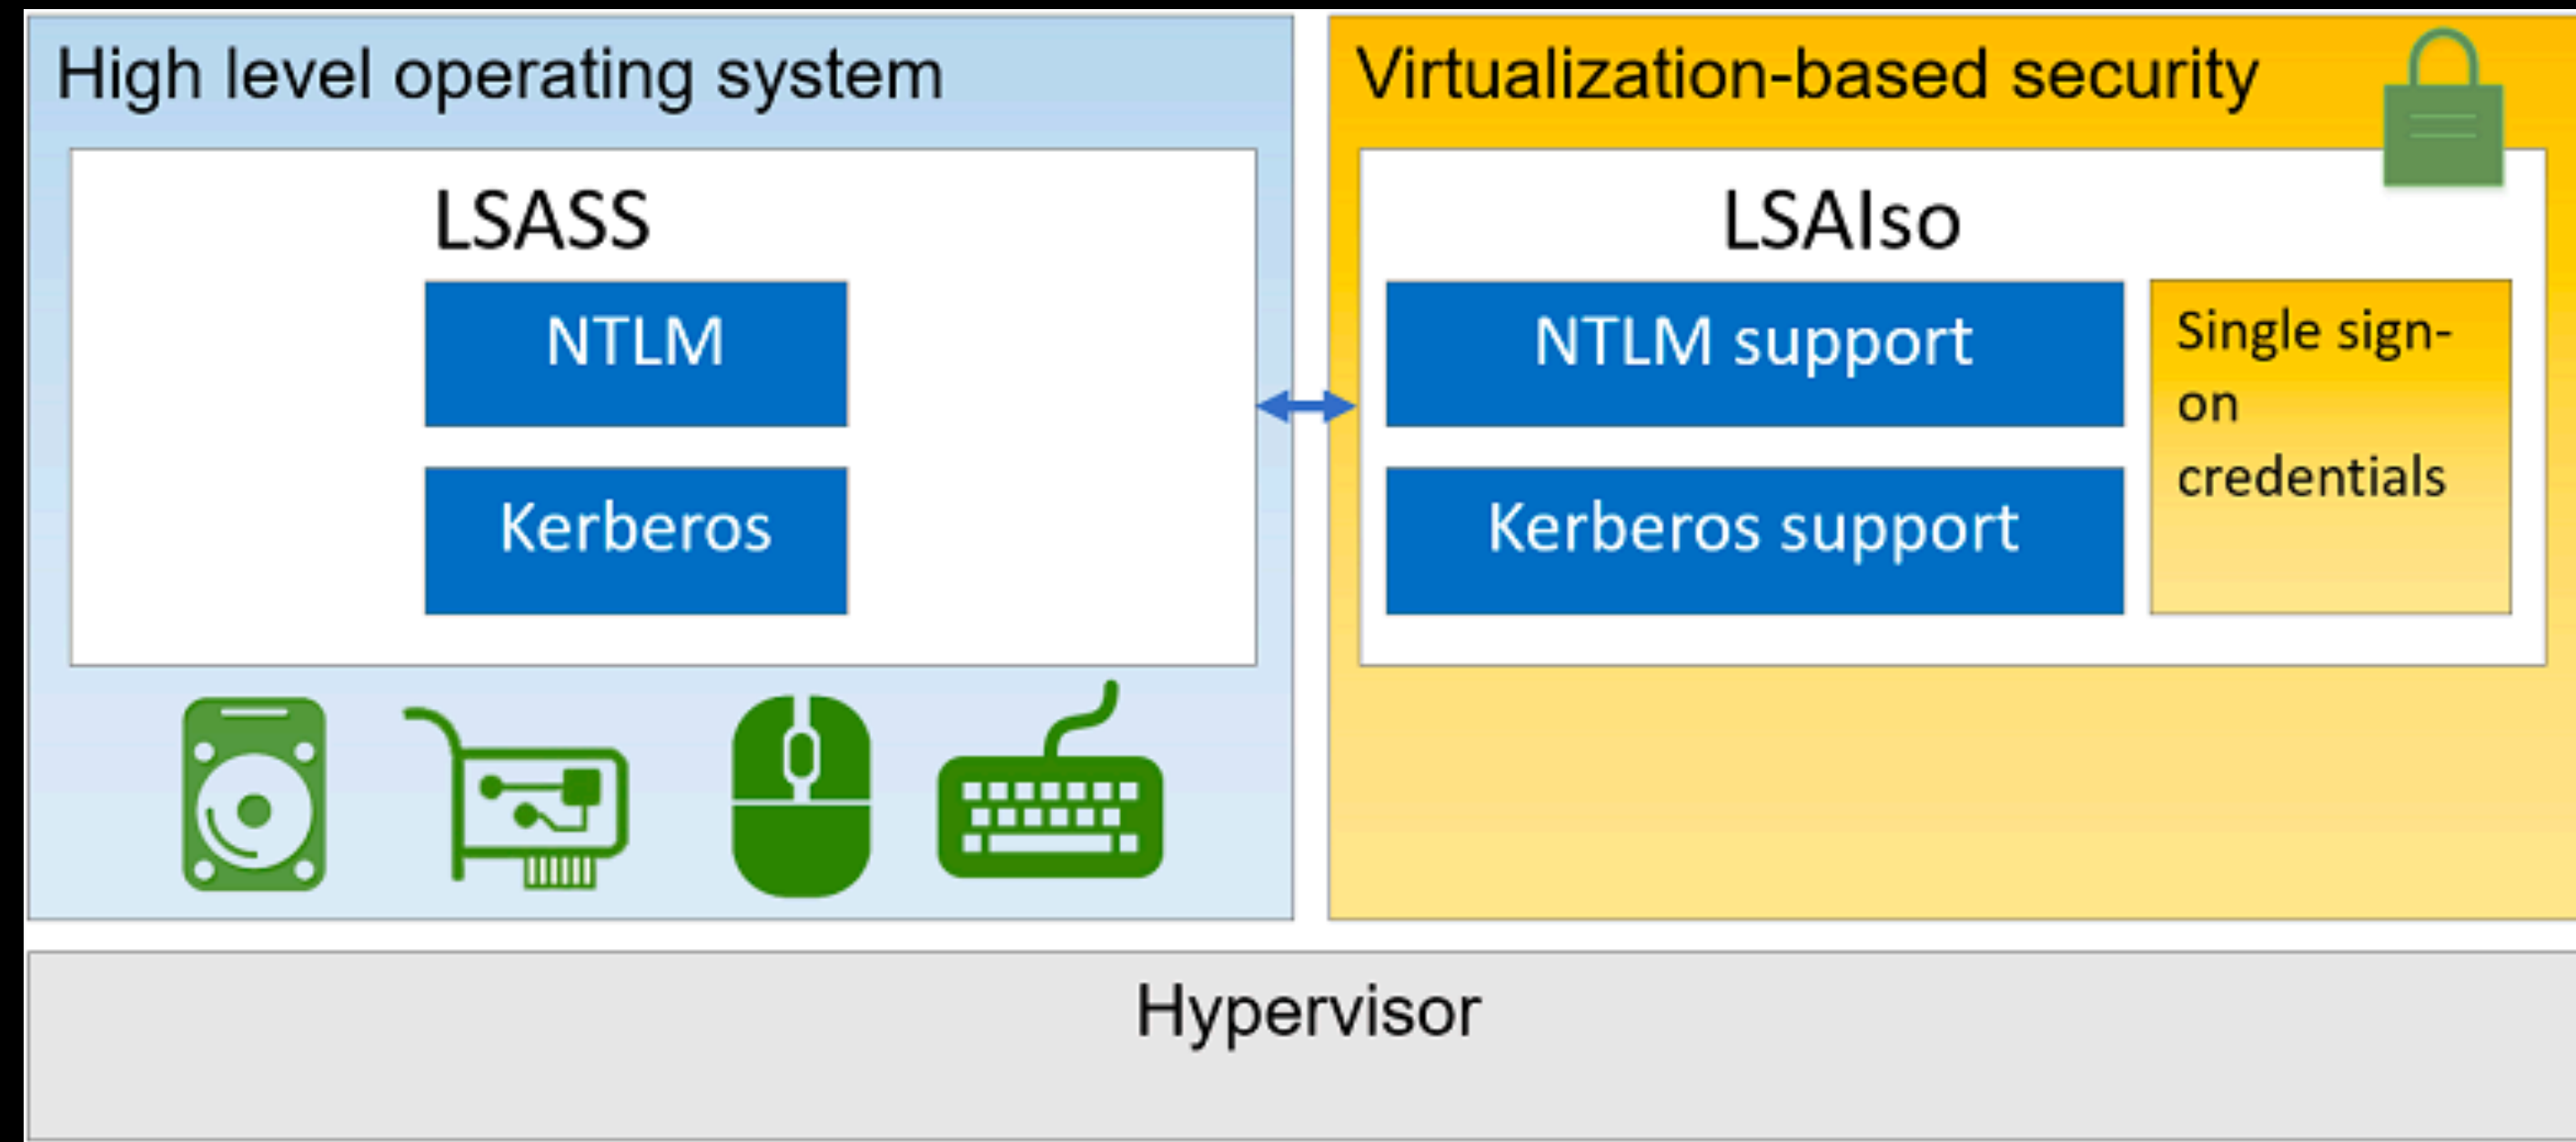 High level operating system
LSASS
NTLM
Kerberos
Virtualization-based security
LSAIso
NTLM support
Kerberos support
Single sign-
on
credentials
Hypervisor